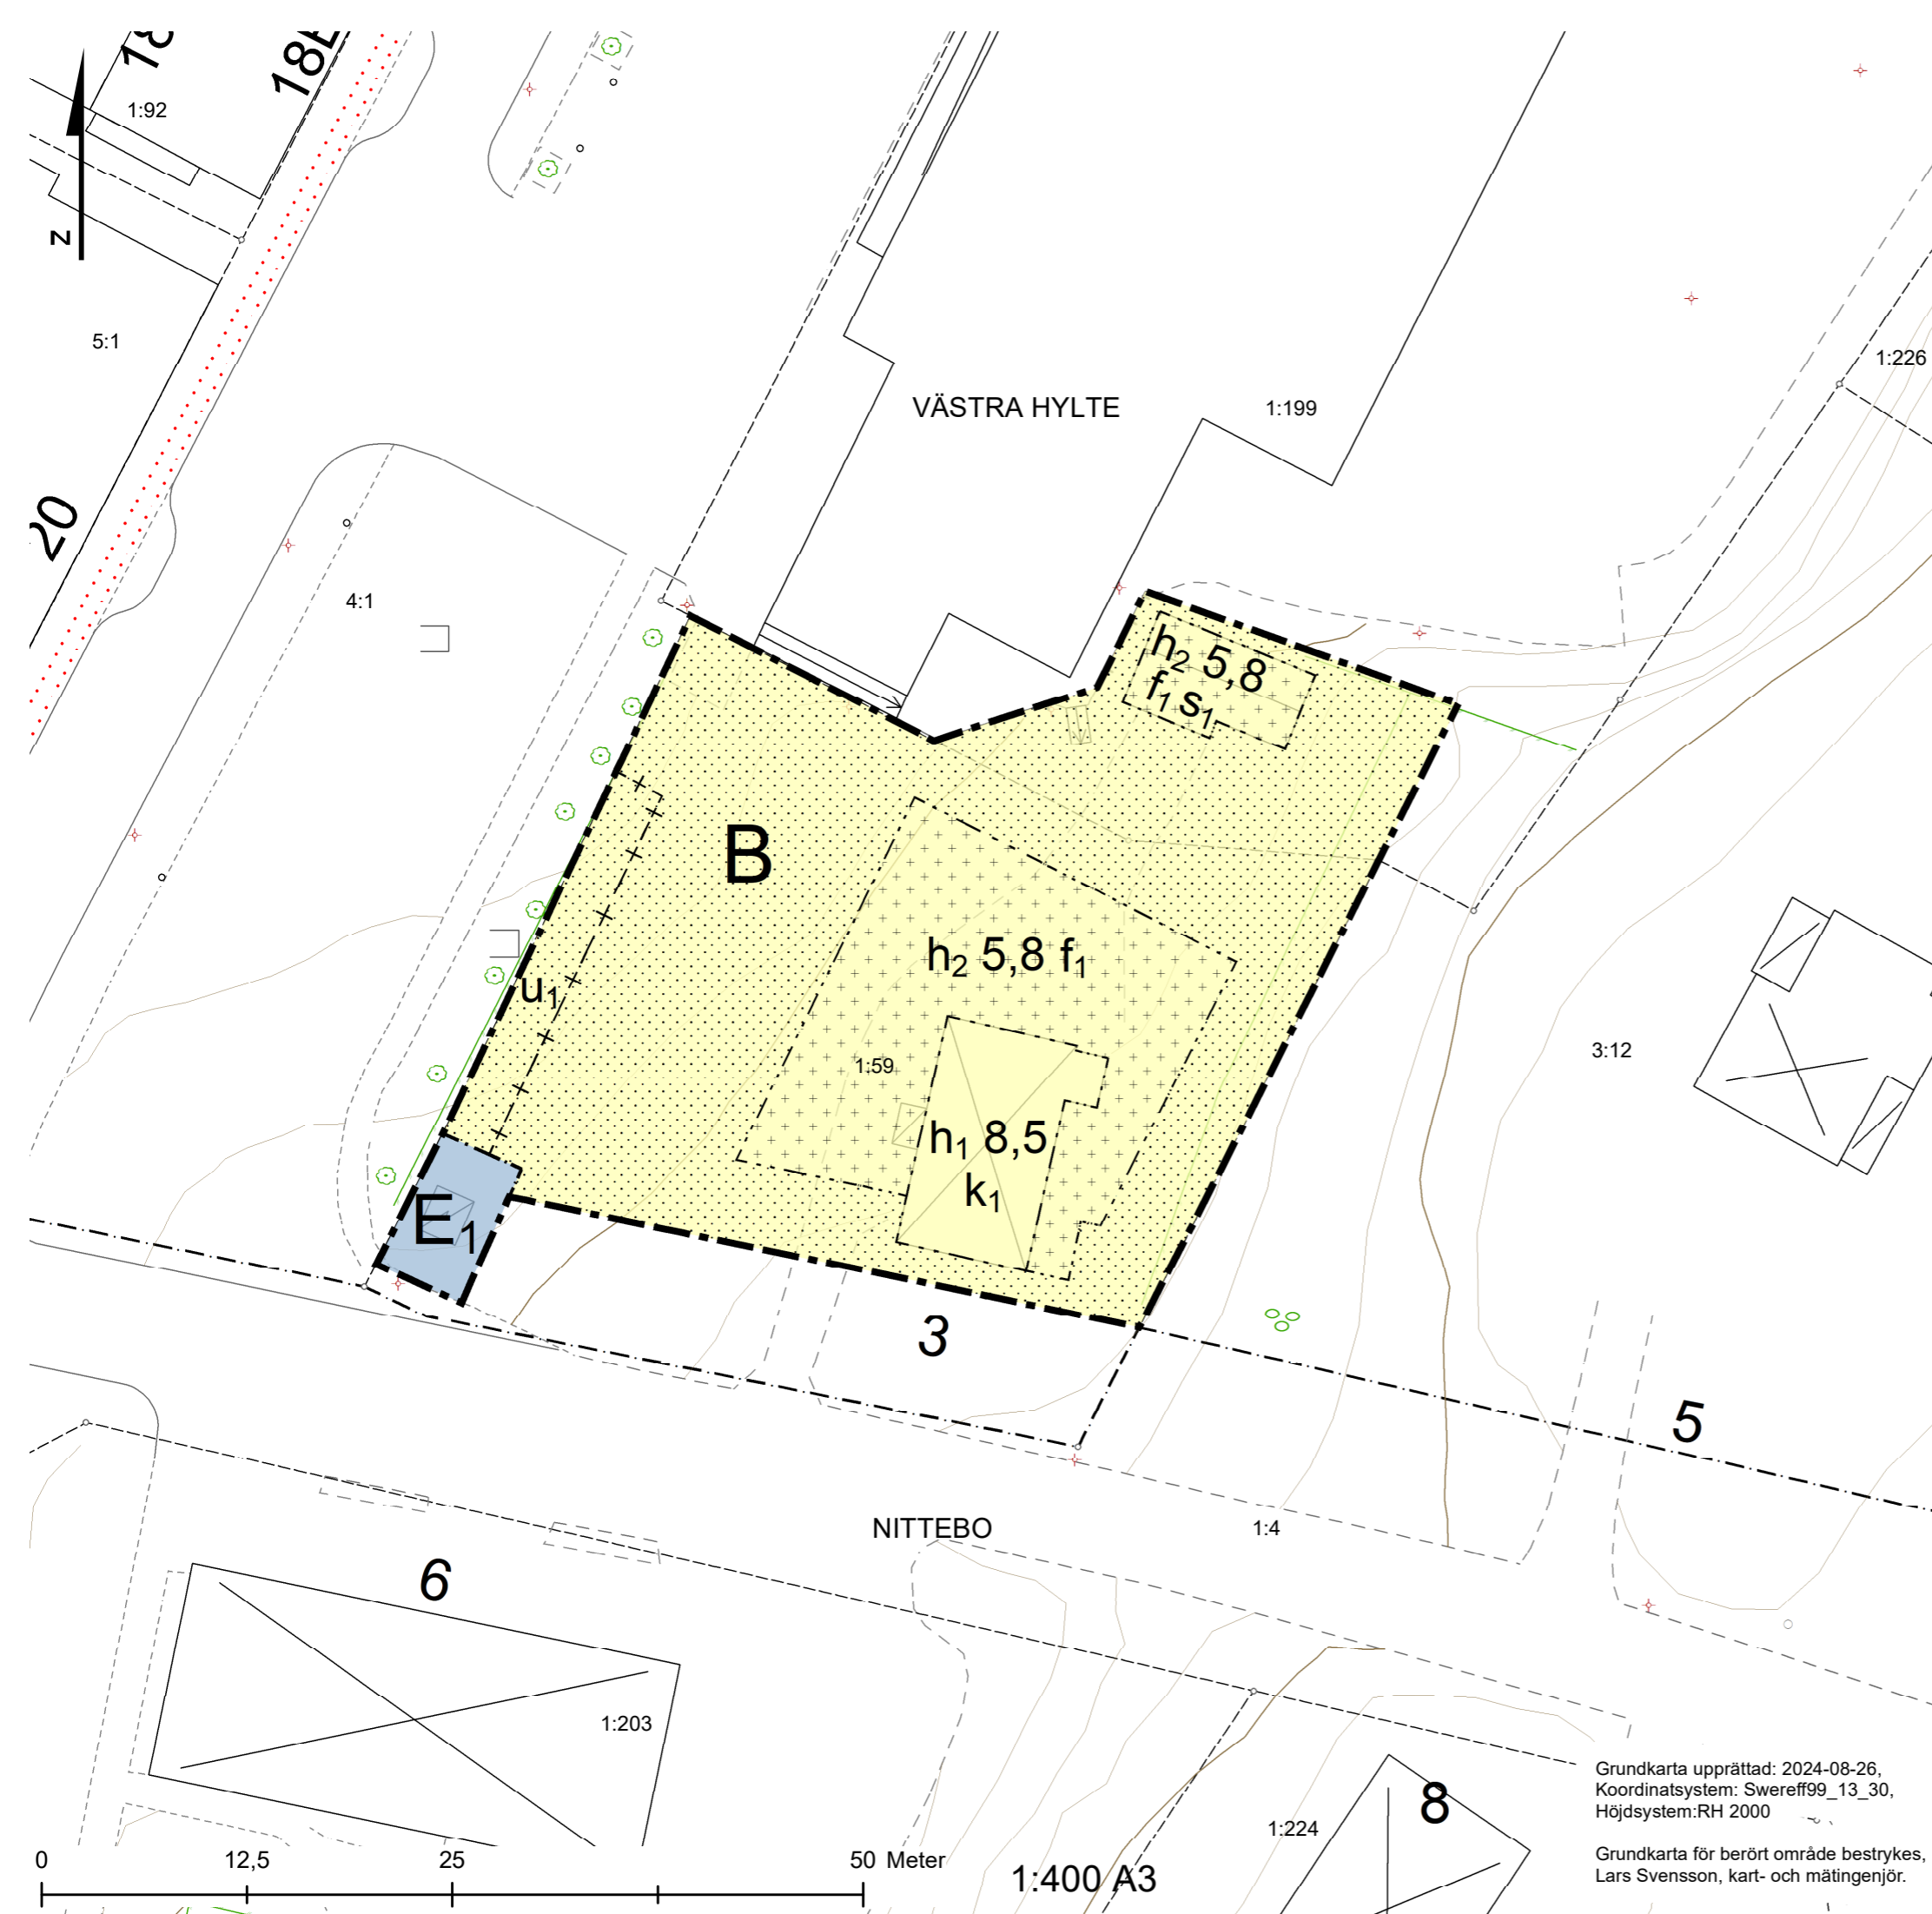 1:92
5:1
z
20
4:1
VÄSTRA HYLTE
1:199
1:226
h₂ 5,8
f₁ s₁
B
h₂ 5,8 f₁
u₁
1:59
h₁ 8,5
k₁
E₁
3:12
3
5
NITTEBO
1:4
6
1:203
8
1:224
Grundkarta upprättad: 2024-08-26,
Koordinatsystem: Swereff99_13_30,
Höjdsystem:RH 2000
Grundkarta för berört område bestrykes,
Lars Svensson, kart- och mätingenjör.
0 12,5 25 50 Meter
1:400 A3